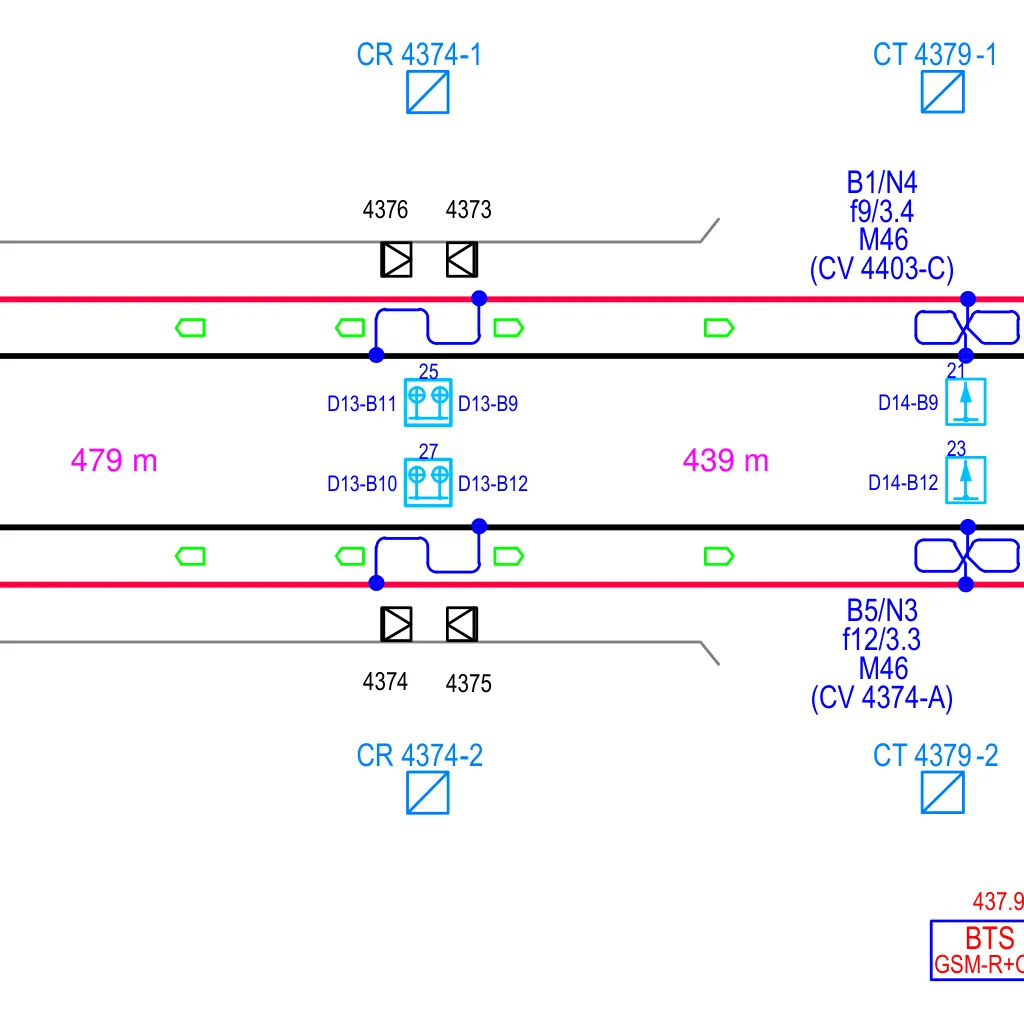 CR 4374-1
CT 4379-1
B1/N4
f9/3.4
M46
(CV 4403-C)
4376 4373
25
D13-B11 D13-B9
21
D14-B9
479 m
439 m
27
D13-B10 D13-B12
23
D14-B12
B5/N3
f12/3.3
M46
(CV 4374-A)
4374 4375
CR 4374-2
CT 4379-2
437.9
BTS
GSM-R+